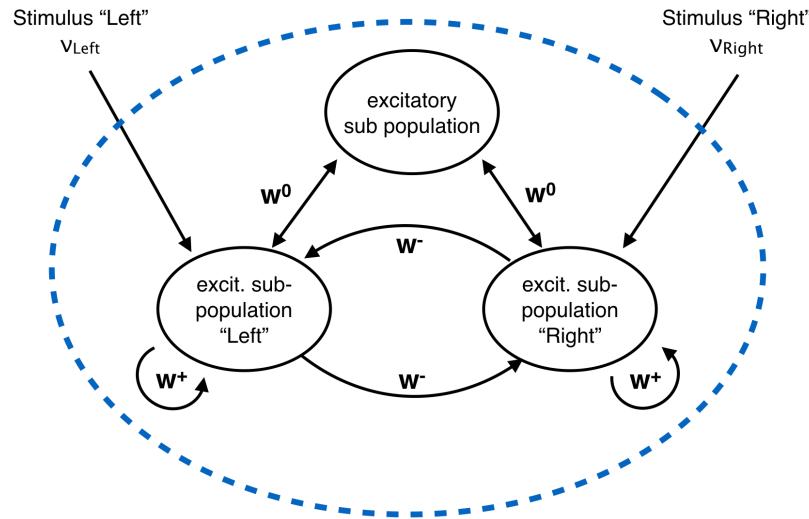 Stimulus “Left”
νLeft
Stimulus “Right”
νRight
excitatory
sub population
w0
w0
w-
excit. sub-
population
“Left”
excit. sub-
population
“Right”
w+
w-
w+